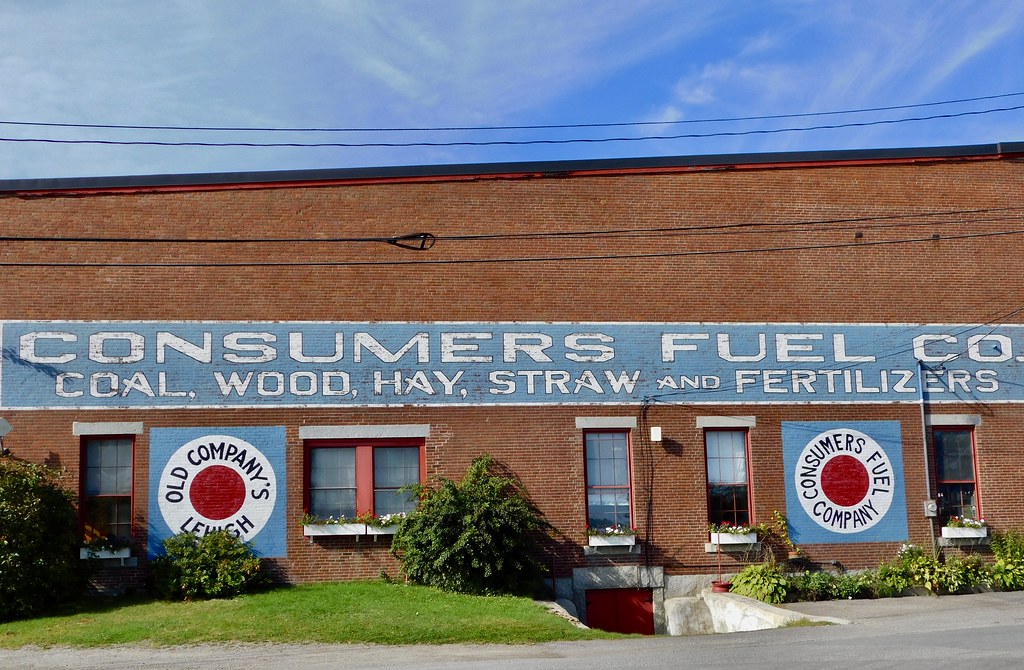 CONSUMERS FUEL CO.
COAL, WOOD, HAY, STRAW AND FERTILIZERS
OLD COMPANY'S
LEHIGH
CONSUMERS FUEL
COMPANY